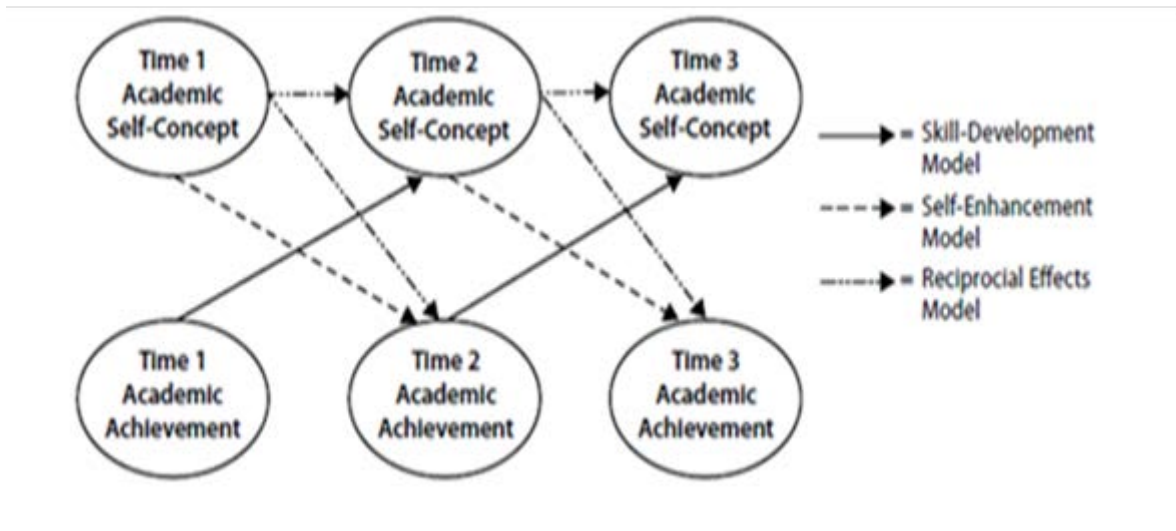 Time 1
Academic
Self-Concept
Time 2
Academic
Self-Concept
Time 3
Academic
Self-Concept
= Skill-Development
Model
= Self-Enhancement
Model
= Reciprocial Effects
Model
Time 1
Academic
Achievement
Time 2
Academic
Achievement
Time 3
Academic
Achievement